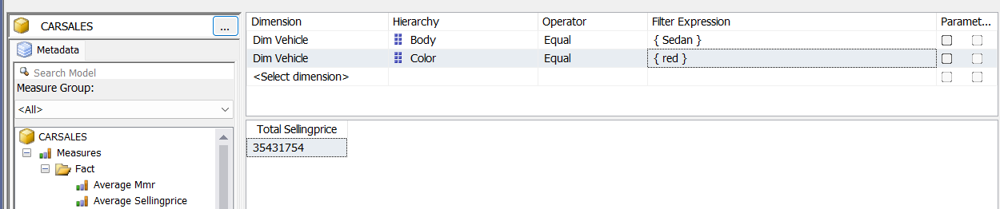 CARSALES
...
Metadata
Search Model
Measure Group:
<All>
CARSALES
Measures
Fact
Average Mmr
Average Sellingprice
Dimension Hierarchy Operator Filter Expression Paramet...
Dim Vehicle Body Equal { Sedan }
Dim Vehicle Color Equal { red }
<Select dimension>
Total Sellingprice
35431754